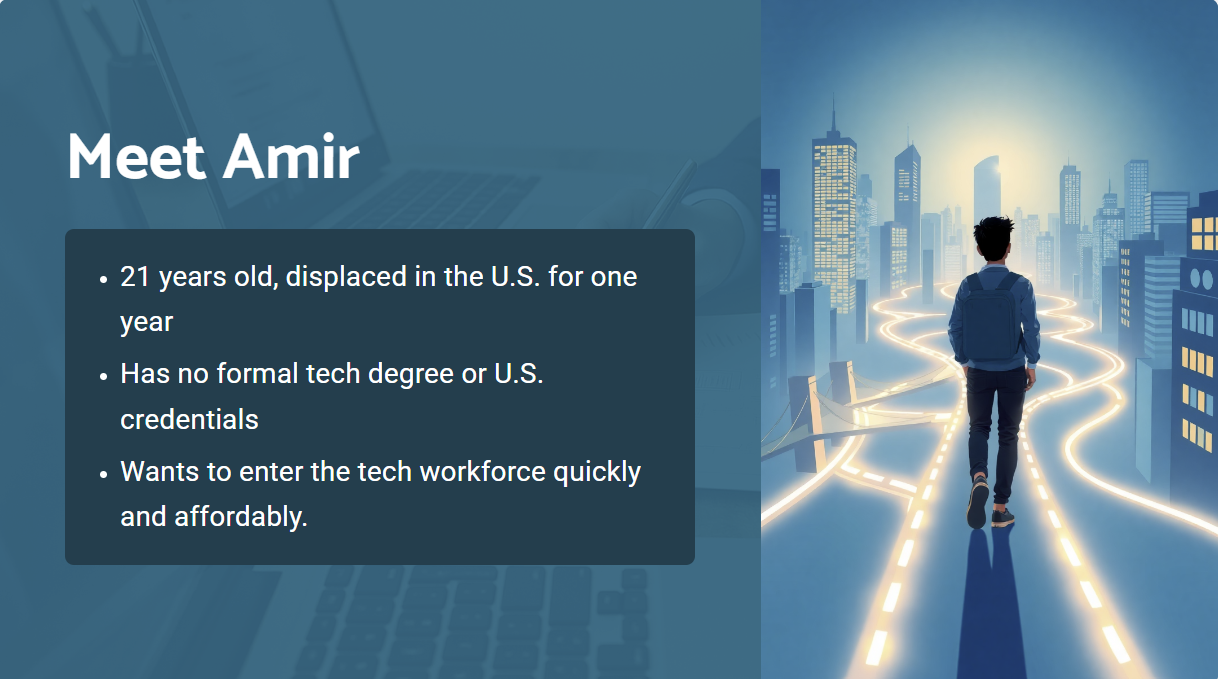 Meet Amir
• 21 years old, displaced in the U.S. for one
year
• Has no formal tech degree or U.S.
credentials
• Wants to enter the tech workforce quickly
and affordably.